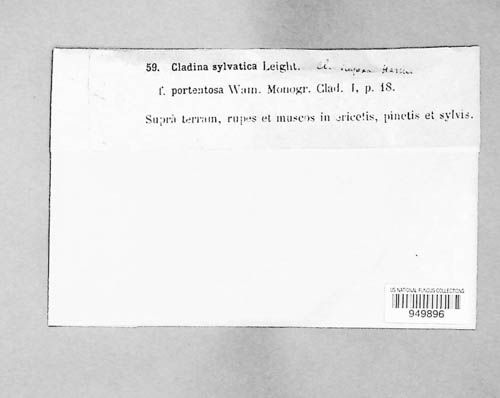 59. Cladina sylvatica Leight. Cl.
f. portentosa Wain. Monogr. Clad. I, p. 18.
Suprà terram, rupes et muscos in ericetis, pinetis et sylvis.
US NATIONAL FUNGUS COLLECTIONS
949896